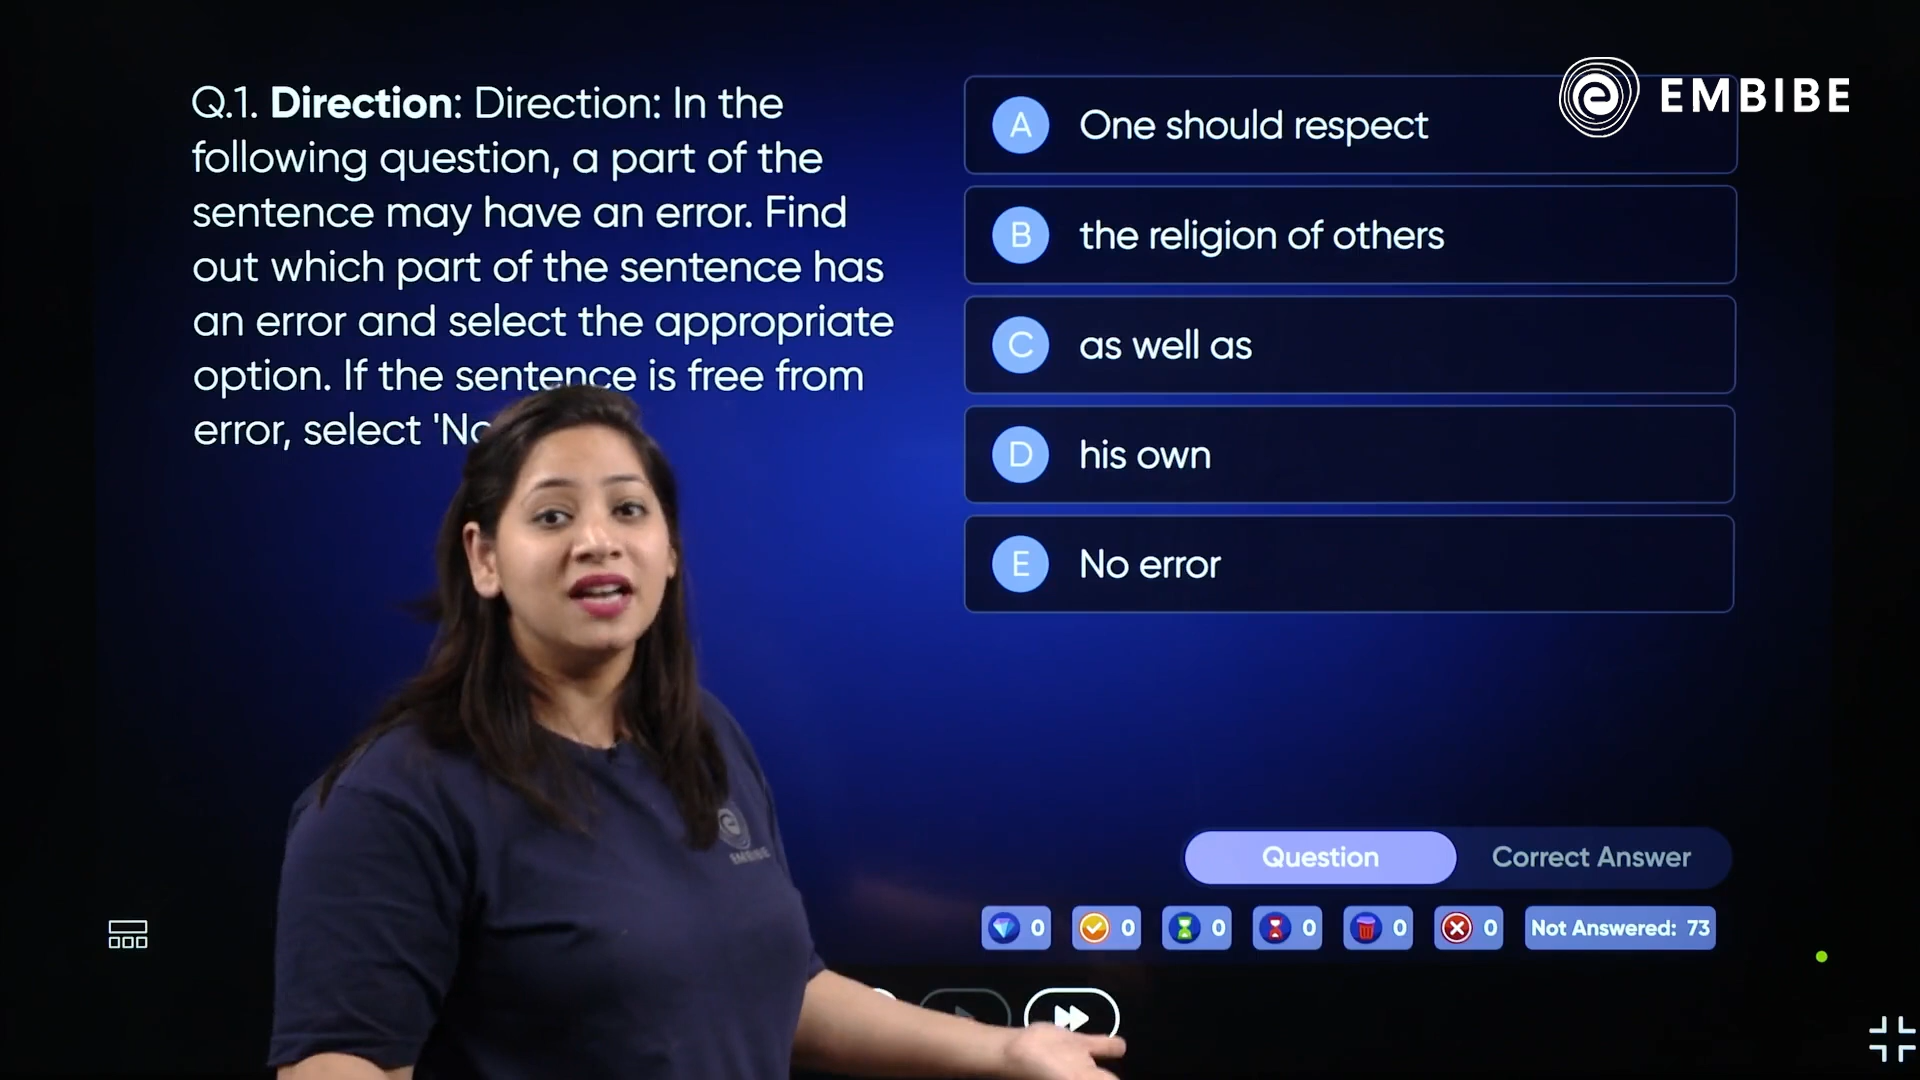 Q.1. Direction: Direction: In the
following question, a part of the
sentence may have an error. Find
out which part of the sentence has
an error and select the appropriate
option. If the sentence is free from
error, select 'No
A One should respect
B the religion of others
C as well as
D his own
E No error
EMBIBE
EMBIBE
Question Correct Answer
0 0 0 0 0 0 Not Answered: 73